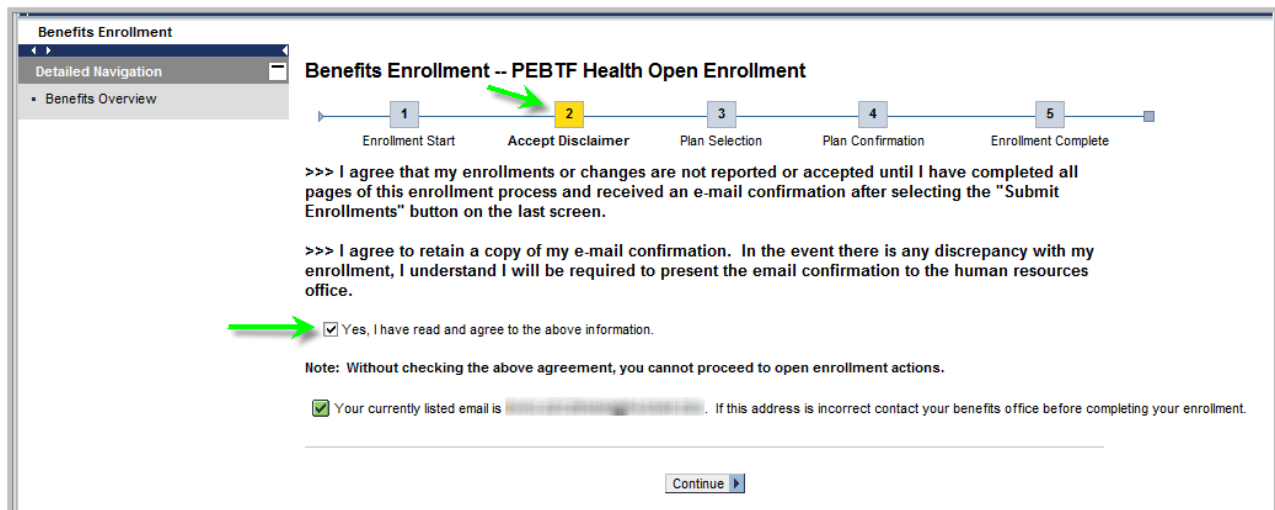 Benefits Enrollment
Detailed Navigation
▪ Benefits Overview
Benefits Enrollment -- PEBTF Health Open Enrollment
1 2 3 4 5
Enrollment Start Accept Disclaimer Plan Selection Plan Confirmation Enrollment Complete
>>> I agree that my enrollments or changes are not reported or accepted until I have completed all
pages of this enrollment process and received an e-mail confirmation after selecting the "Submit
Enrollments" button on the last screen.
>>> I agree to retain a copy of my e-mail confirmation. In the event there is any discrepancy with my
enrollment, I understand I will be required to present the email confirmation to the human resources
office.
Yes, I have read and agree to the above information.
Note: Without checking the above agreement, you cannot proceed to open enrollment actions.
Your currently listed email is . If this address is incorrect contact your benefits office before completing your enrollment.
Continue